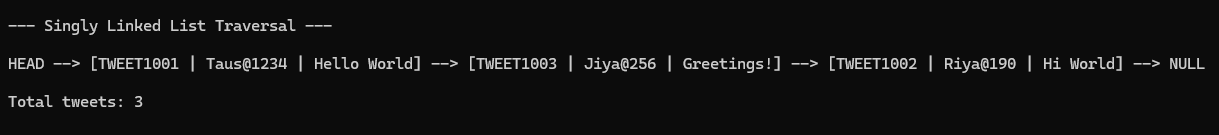 --- Singly Linked List Traversal ---
HEAD --> [TWEET1001 | Taus@1234 | Hello World] --> [TWEET1003 | Jiya@256 | Greetings!] --> [TWEET1002 | Riya@190 | Hi World] --> NULL
Total tweets: 3